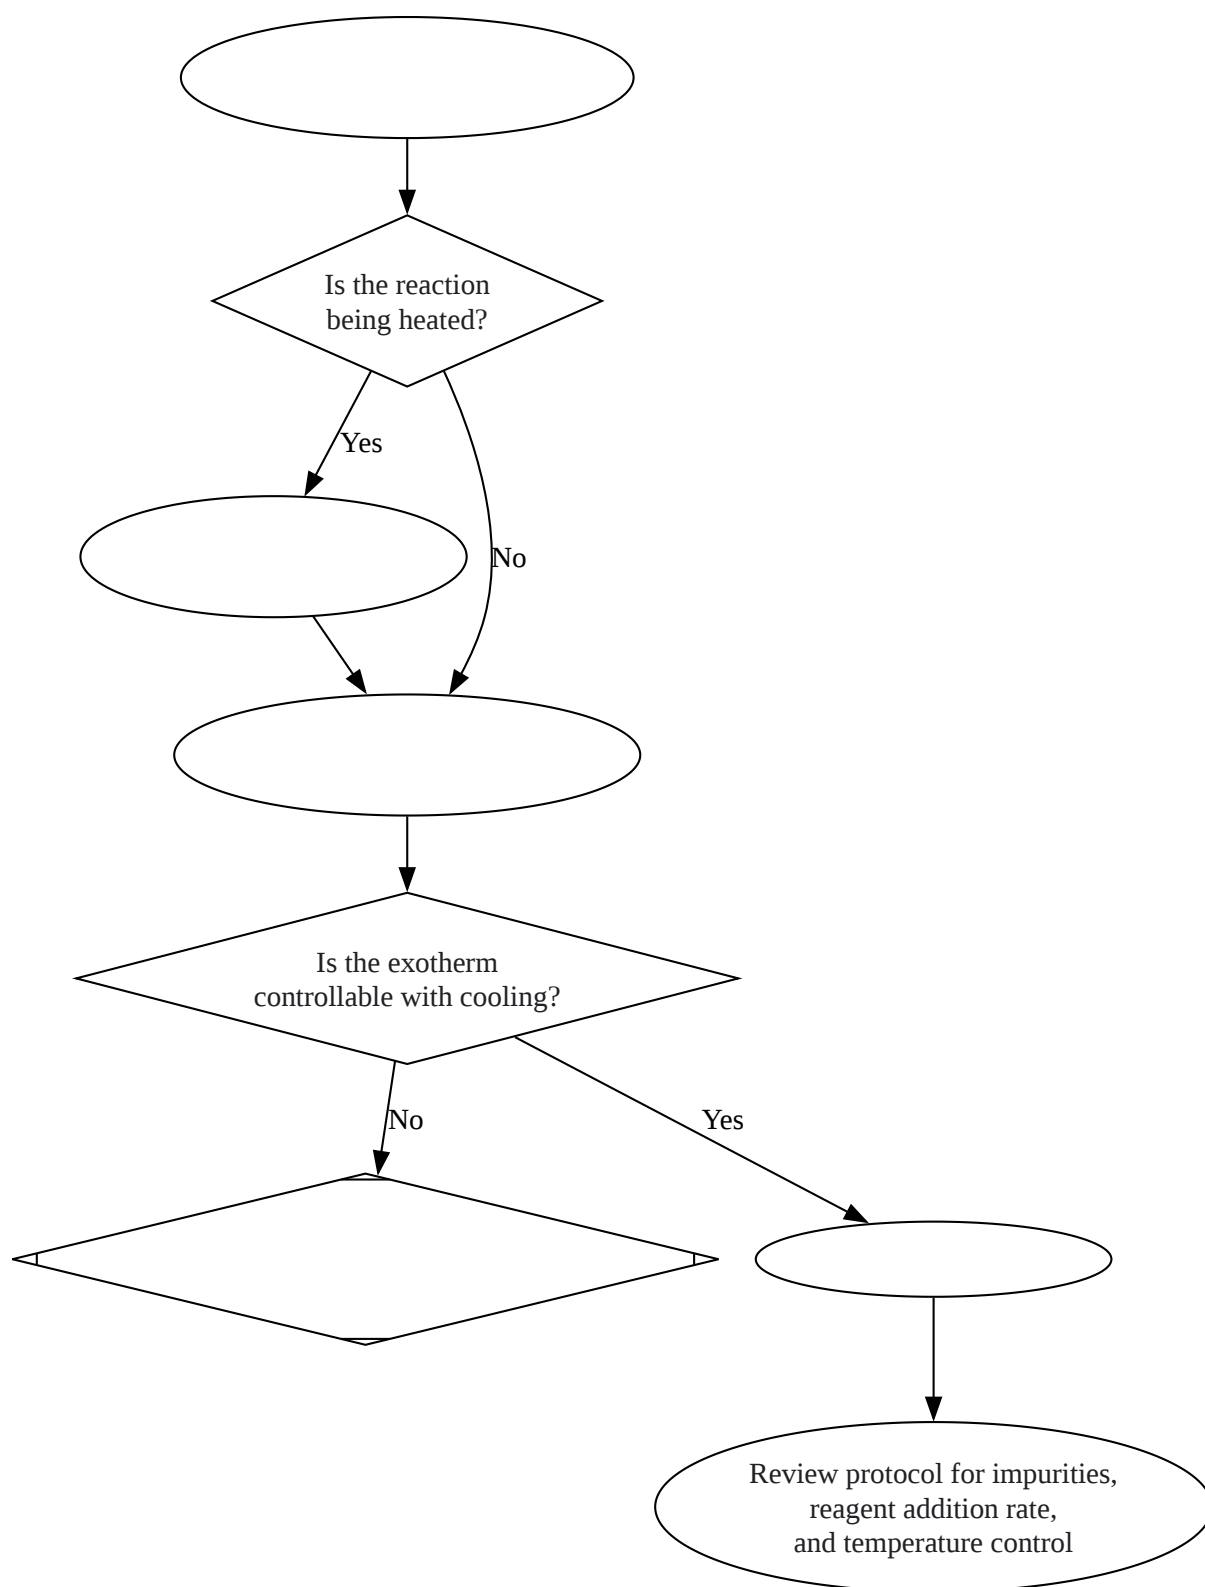 Is the reaction
being heated?
Yes
No
Is the exotherm
controllable with cooling?
No
Yes
Review protocol for impurities,
reagent addition rate,
and temperature control